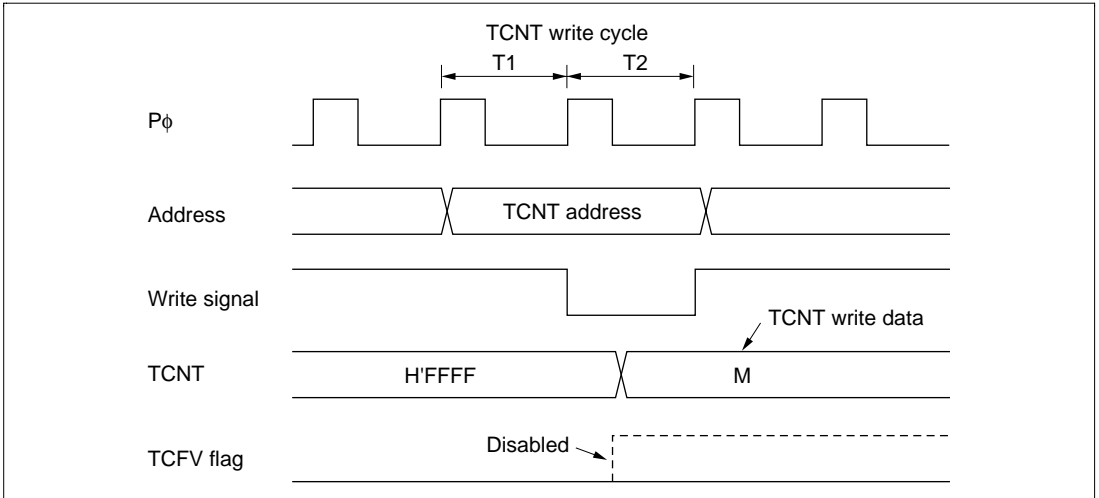 TCNT write cycle
T1 T2
Pϕ
Address TCNT address
Write signal
TCNT write data
TCNT H'FFFF M
Disabled
TCFV flag